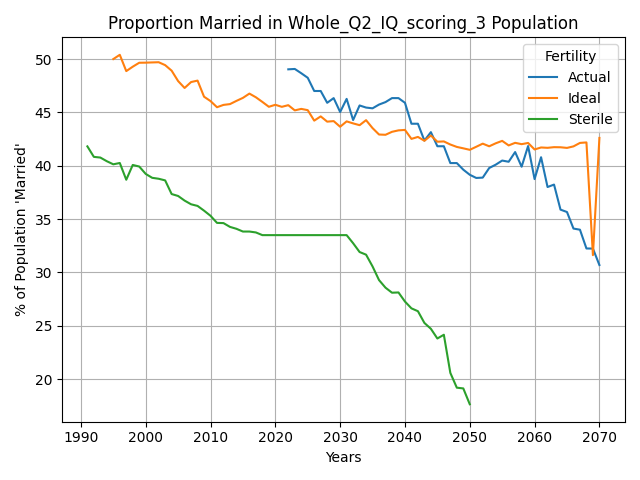 Proportion Married in Whole_Q2_IQ_scoring_3 Population
% of Population 'Married'
50
45
40
35
30
25
20
Fertility
Actual
Ideal
Sterile
1990 2000 2010 2020 2030 2040 2050 2060 2070
Years